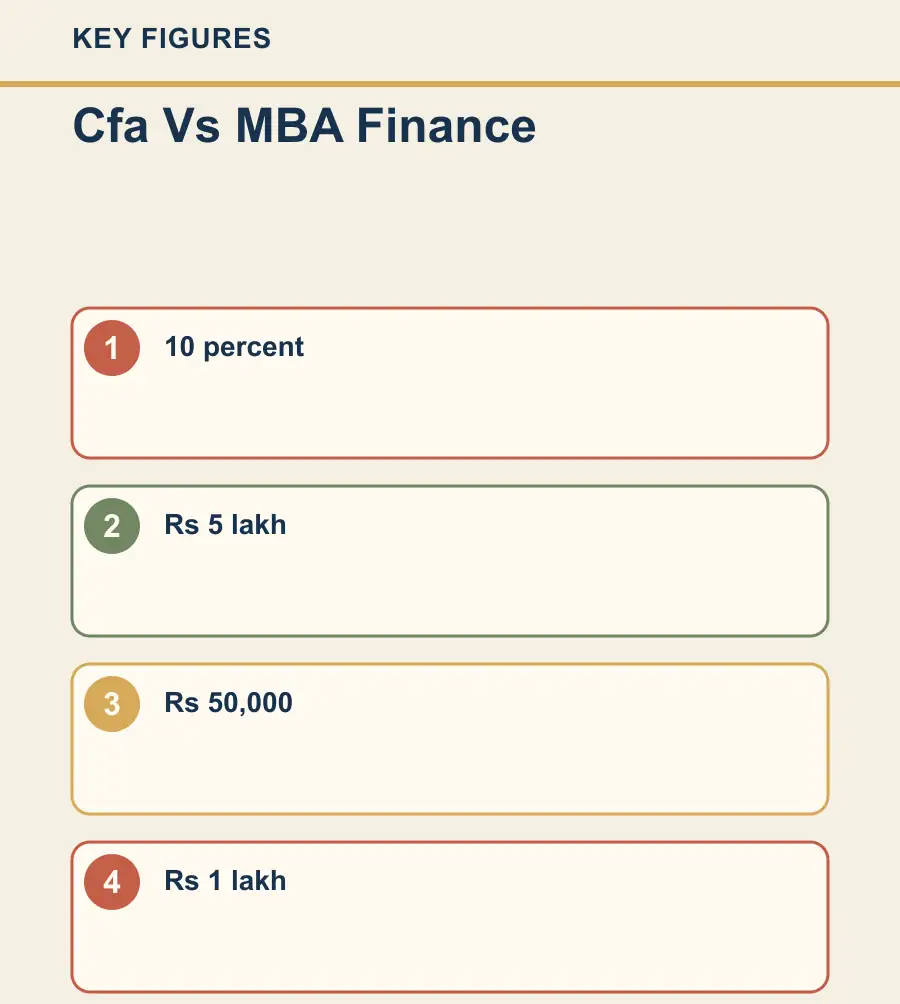 KEY FIGURES
Cfa Vs MBA Finance
1 10 percent
2 Rs 5 lakh
3 Rs 50,000
4 Rs 1 lakh